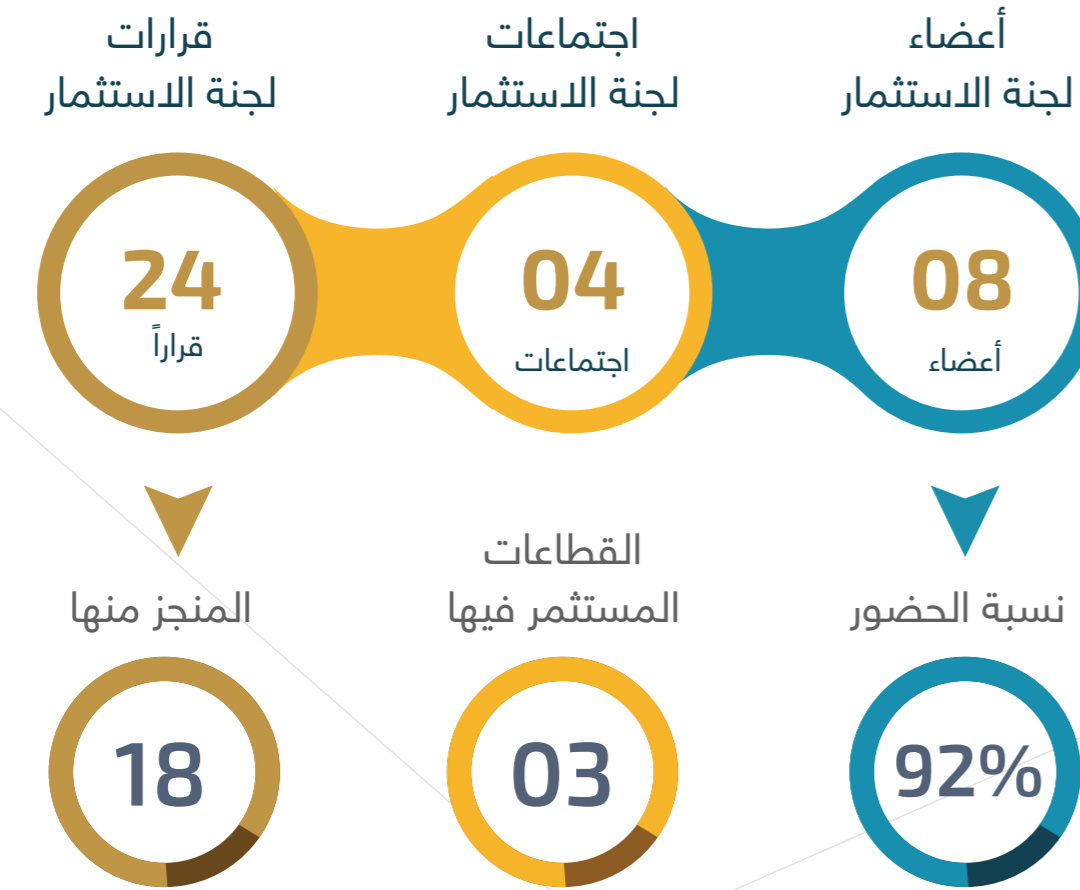 أعضاء
لجنة الاستثمار
08
أعضاء
اجتماعات
لجنة الاستثمار
04
اجتماعات
قرارات
لجنة الاستثمار
24
قراراً
نسبة الحضور
92%
القطاعات
المستثمر فيها
03
المنجز منها
18